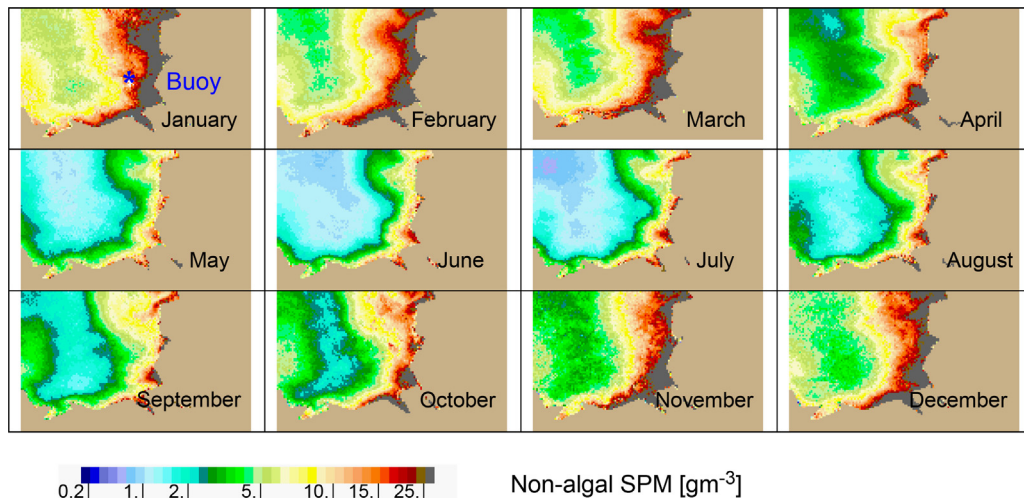 Buoy
January
February
March
April
May
June
July
August
September
October
November
December
0.2 1. 2. 5. 10. 15. 25.
Non-algal SPM [gm⁻³]